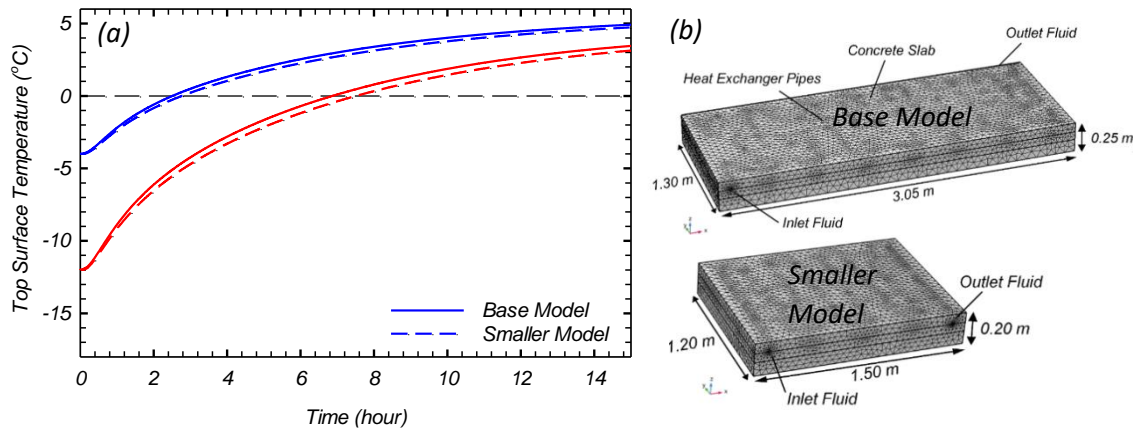 (a)
Top Surface Temperature (°C)
5
0
-5
-10
-15
0
2
4
6
8
10
12
14
Time (hour)
Base Model
Smaller Model
(b)
Concrete Slab
Outlet Fluid
Heat Exchanger Pipes
Base Model
0.25 m
1.30 m
3.05 m
Inlet Fluid
z
y
x
Smaller
Model
Outlet Fluid
0.20 m
1.20 m
1.50 m
Inlet Fluid
z
y
x